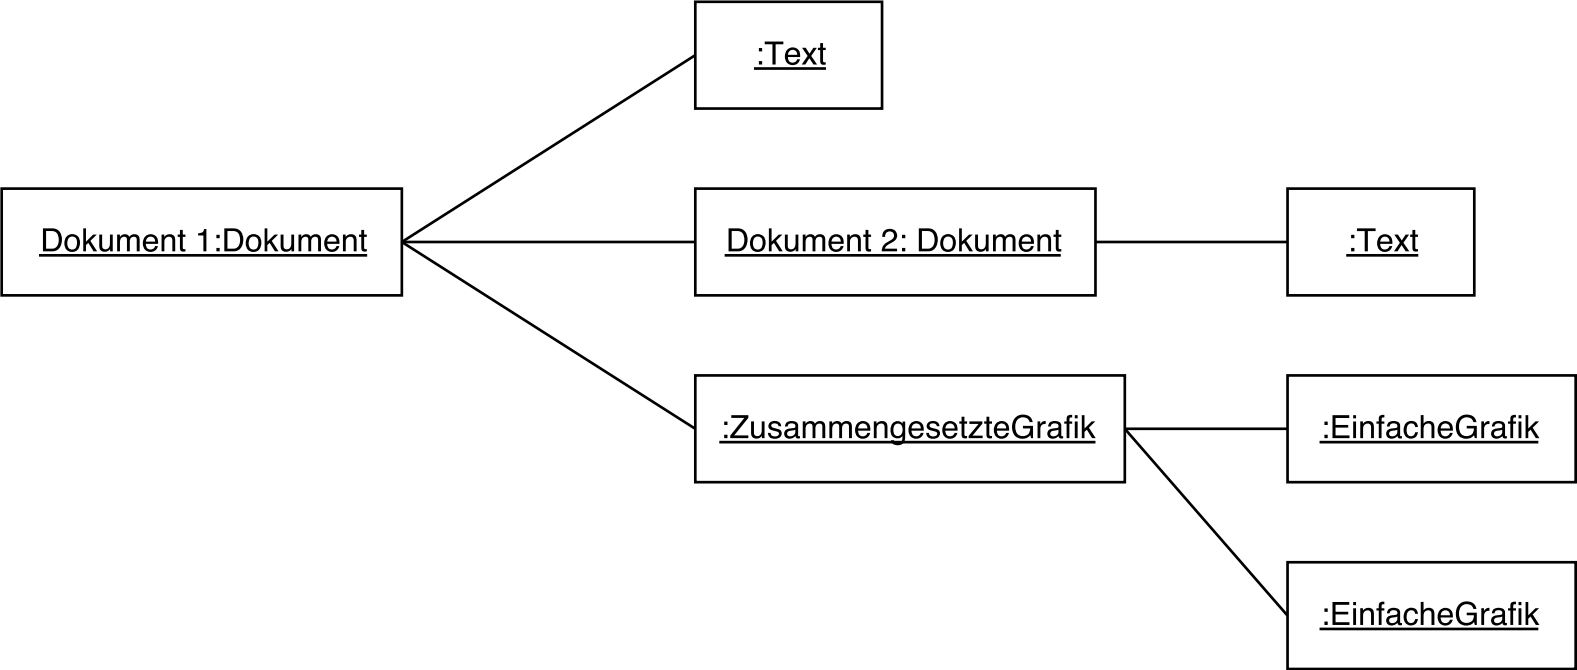 :Text
Dokument 1:Dokument
Dokument 2: Dokument
:Text
:ZusammengesetzteGrafik
:EinfacheGrafik
:EinfacheGrafik